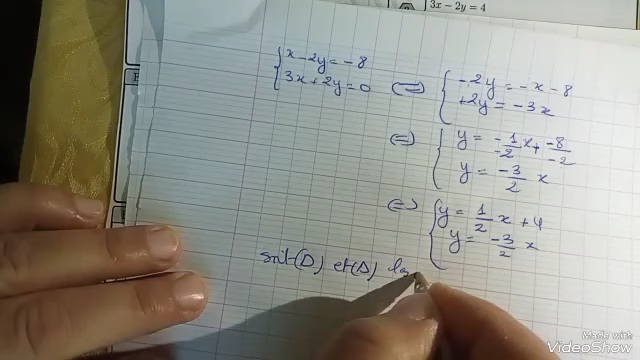 3x - 2y = 4
{ x - 2y = -8
{ 3x + 2y = 0 <=> { -2y = -x - 8
{ +2y = -3x
<=> { y = -1/-2 x + -8/-2
{ y = -3/2 x
<=> { y = 1/2 x + 4
{ y = -3/2 x
soit (D) et (Δ)
Made with
VideoShow